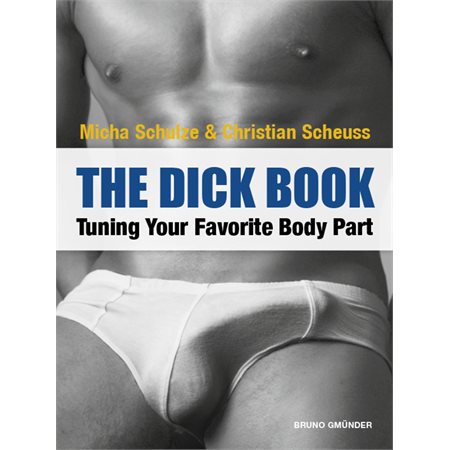 Micha Schulze & Christian Scheuss
THE DICK BOOK
Tuning Your Favorite Body Part
BRUNO GMÜNDER